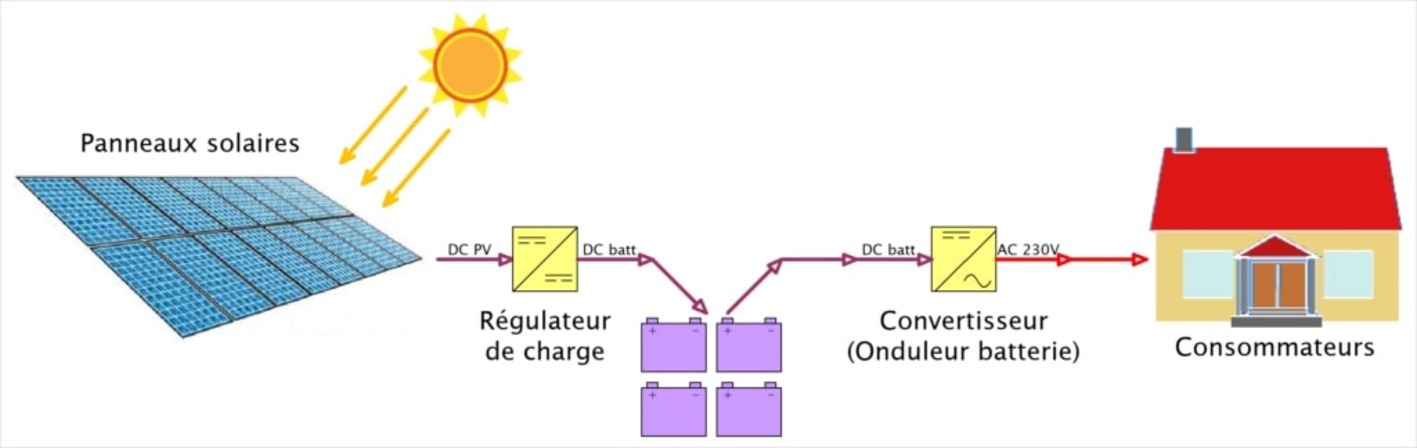 Panneaux solaires
DC PV
DC batt
DC batt
AC 230V
Régulateur
de charge
Convertisseur
(Onduleur batterie)
Consommateurs
+ - + -
+ - + -